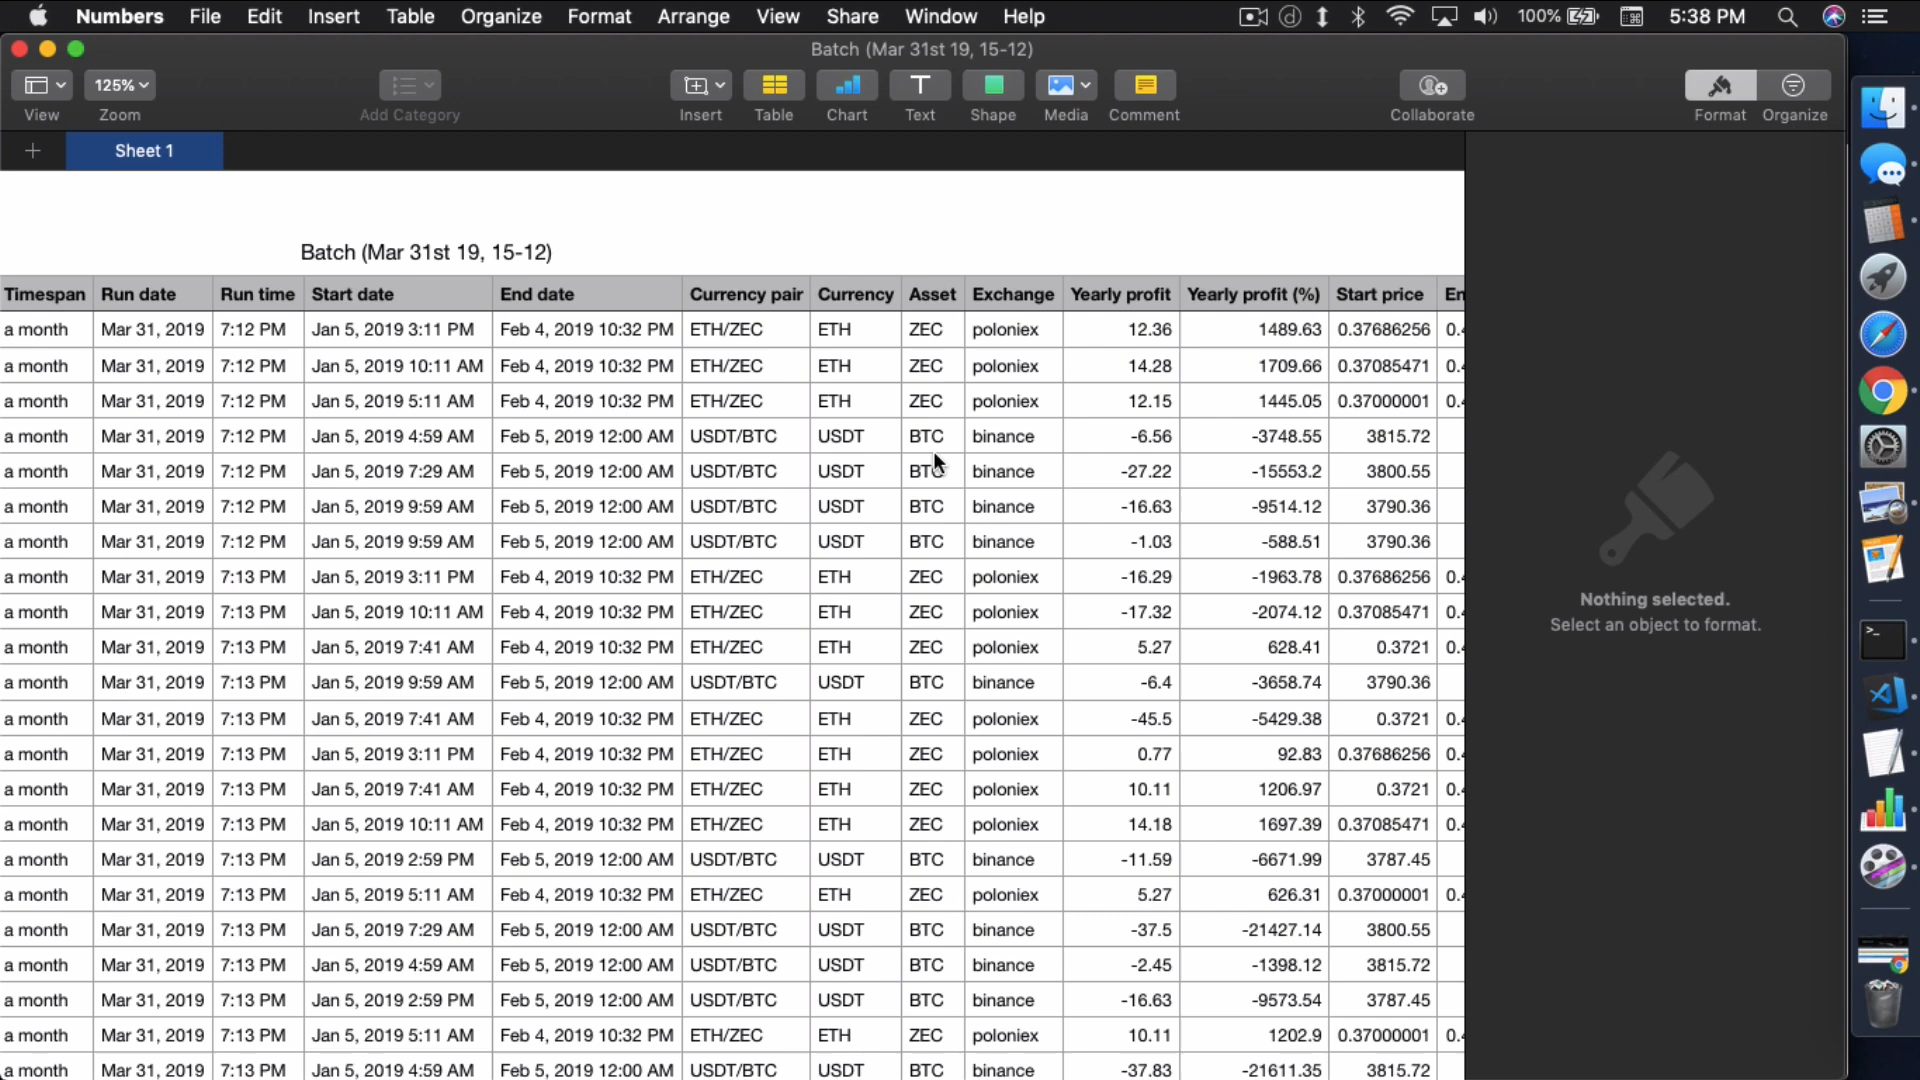 Numbers File Edit Insert Table Organize Format Arrange View Share Window Help 100% 5:38 PM
Batch (Mar 31st 19, 15-12)
125%
View Zoom Add Category Insert Table Chart Text Shape Media Comment Collaborate Format Organize
Sheet 1
Batch (Mar 31st 19, 15-12)
Timespan Run date Run time Start date End date Currency pair Currency Asset Exchange Yearly profit Yearly profit (%) Start price En
a month Mar 31, 2019 7:12 PM Jan 5, 2019 3:11 PM Feb 4, 2019 10:32 PM ETH/ZEC ETH ZEC poloniex 12.36 1489.63 0.37686256 0.4
a month Mar 31, 2019 7:12 PM Jan 5, 2019 10:11 AM Feb 4, 2019 10:32 PM ETH/ZEC ETH ZEC poloniex 14.28 1709.66 0.37085471 0.4
a month Mar 31, 2019 7:12 PM Jan 5, 2019 5:11 AM Feb 4, 2019 10:32 PM ETH/ZEC ETH ZEC poloniex 12.15 1445.05 0.37000001 0.4
a month Mar 31, 2019 7:12 PM Jan 5, 2019 4:59 AM Feb 5, 2019 12:00 AM USDT/BTC USDT BTC binance -6.56 -3748.55 3815.72
a month Mar 31, 2019 7:12 PM Jan 5, 2019 7:29 AM Feb 5, 2019 12:00 AM USDT/BTC USDT BTC binance -27.22 -15553.2 3800.55
a month Mar 31, 2019 7:12 PM Jan 5, 2019 9:59 AM Feb 5, 2019 12:00 AM USDT/BTC USDT BTC binance -16.63 -9514.12 3790.36
a month Mar 31, 2019 7:12 PM Jan 5, 2019 9:59 AM Feb 5, 2019 12:00 AM USDT/BTC USDT BTC binance -1.03 -588.51 3790.36
a month Mar 31, 2019 7:13 PM Jan 5, 2019 3:11 PM Feb 4, 2019 10:32 PM ETH/ZEC ETH ZEC poloniex -16.29 -1963.78 0.37686256 0.4
a month Mar 31, 2019 7:13 PM Jan 5, 2019 10:11 AM Feb 4, 2019 10:32 PM ETH/ZEC ETH ZEC poloniex -17.32 -2074.12 0.37085471 0.4
a month Mar 31, 2019 7:13 PM Jan 5, 2019 7:41 AM Feb 4, 2019 10:32 PM ETH/ZEC ETH ZEC poloniex 5.27 628.41 0.3721 0.4
a month Mar 31, 2019 7:13 PM Jan 5, 2019 9:59 AM Feb 5, 2019 12:00 AM USDT/BTC USDT BTC binance -6.4 -3658.74 3790.36
a month Mar 31, 2019 7:13 PM Jan 5, 2019 7:41 AM Feb 4, 2019 10:32 PM ETH/ZEC ETH ZEC poloniex -45.5 -5429.38 0.3721 0.4
a month Mar 31, 2019 7:13 PM Jan 5, 2019 3:11 PM Feb 4, 2019 10:32 PM ETH/ZEC ETH ZEC poloniex 0.77 92.83 0.37686256 0.4
a month Mar 31, 2019 7:13 PM Jan 5, 2019 7:41 AM Feb 4, 2019 10:32 PM ETH/ZEC ETH ZEC poloniex 10.11 1206.97 0.3721 0.4
a month Mar 31, 2019 7:13 PM Jan 5, 2019 10:11 AM Feb 4, 2019 10:32 PM ETH/ZEC ETH ZEC poloniex 14.18 1697.39 0.37085471 0.4
a month Mar 31, 2019 7:13 PM Jan 5, 2019 2:59 PM Feb 5, 2019 12:00 AM USDT/BTC USDT BTC binance -11.59 -6671.99 3787.45
a month Mar 31, 2019 7:13 PM Jan 5, 2019 5:11 AM Feb 4, 2019 10:32 PM ETH/ZEC ETH ZEC poloniex 5.27 626.31 0.37000001 0.4
a month Mar 31, 2019 7:13 PM Jan 5, 2019 7:29 AM Feb 5, 2019 12:00 AM USDT/BTC USDT BTC binance -37.5 -21427.14 3800.55
a month Mar 31, 2019 7:13 PM Jan 5, 2019 4:59 AM Feb 5, 2019 12:00 AM USDT/BTC USDT BTC binance -2.45 -1398.12 3815.72
a month Mar 31, 2019 7:13 PM Jan 5, 2019 2:59 PM Feb 5, 2019 12:00 AM USDT/BTC USDT BTC binance -16.63 -9573.54 3787.45
a month Mar 31, 2019 7:13 PM Jan 5, 2019 5:11 AM Feb 4, 2019 10:32 PM ETH/ZEC ETH ZEC poloniex 10.11 1202.9 0.37000001 0.4
a month Mar 31, 2019 7:13 PM Jan 5, 2019 4:59 AM Feb 5, 2019 12:00 AM USDT/BTC USDT BTC binance -37.83 -21611.35 3815.72
Nothing selected.
Select an object to format.